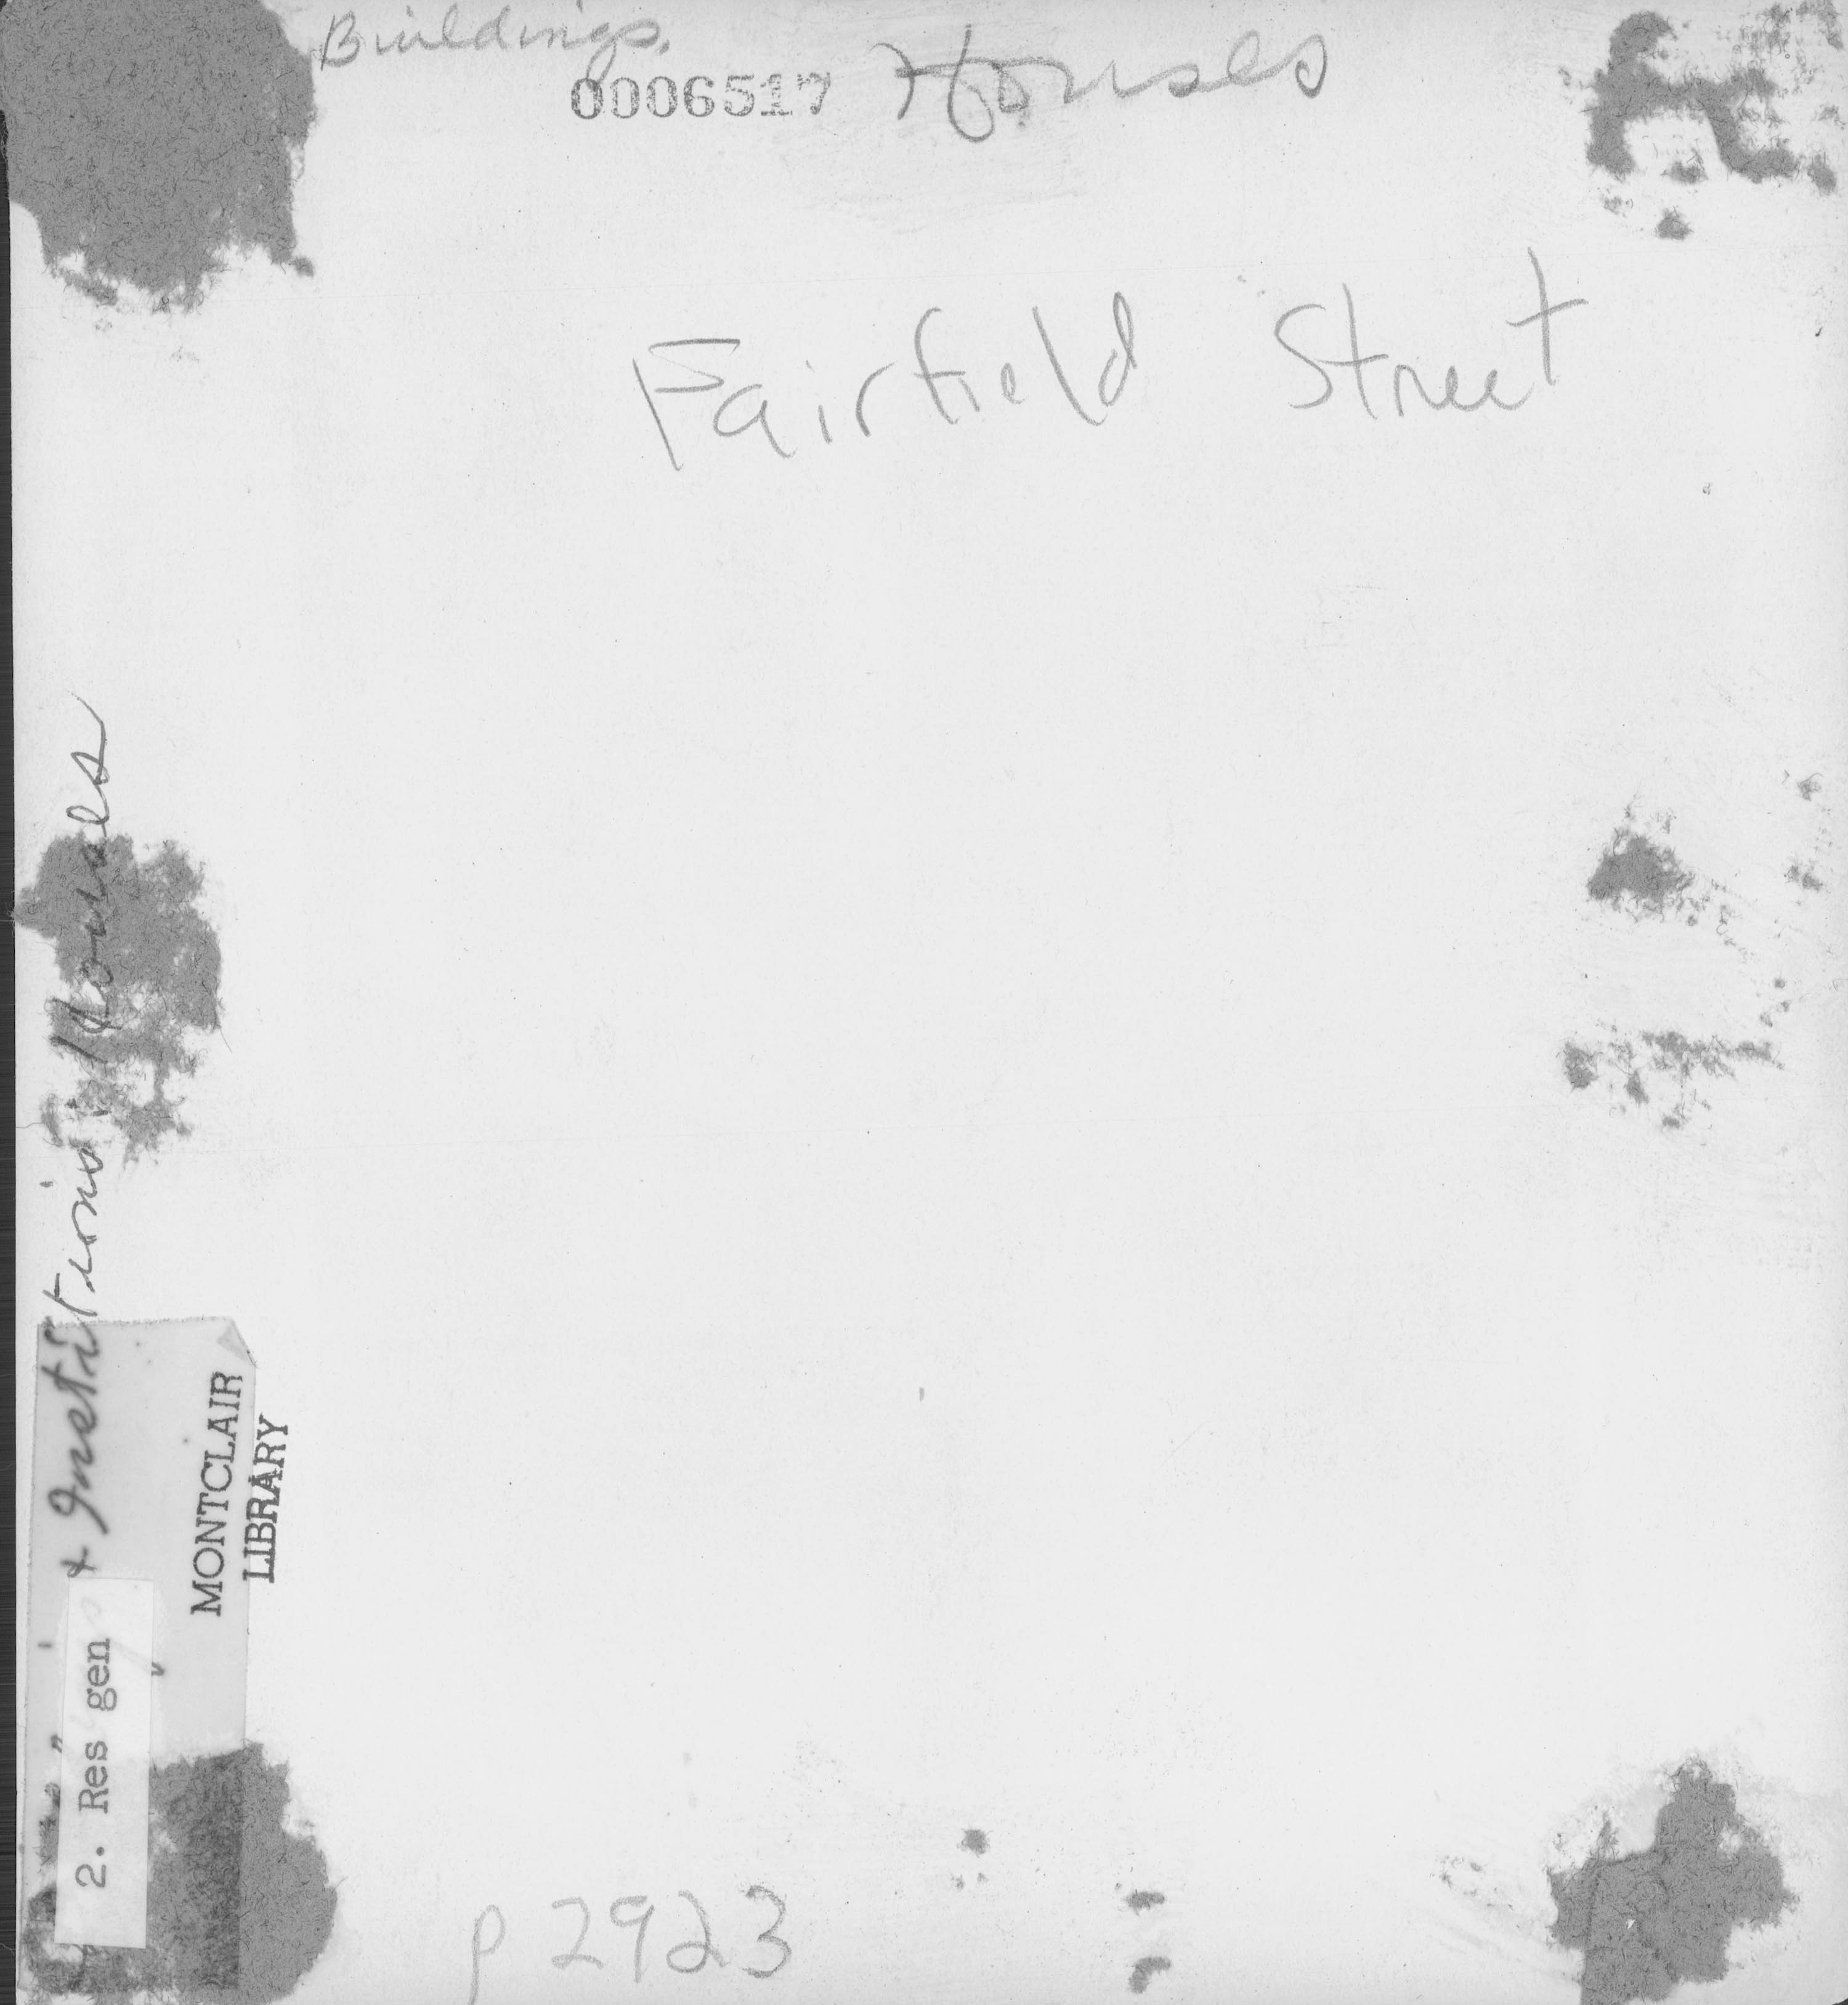 Buildings.
0006517 Houses
Fairfield Street
& Institutions: Houses
MONTCLAIR
LIBRARY
2. Res gen
p 2923